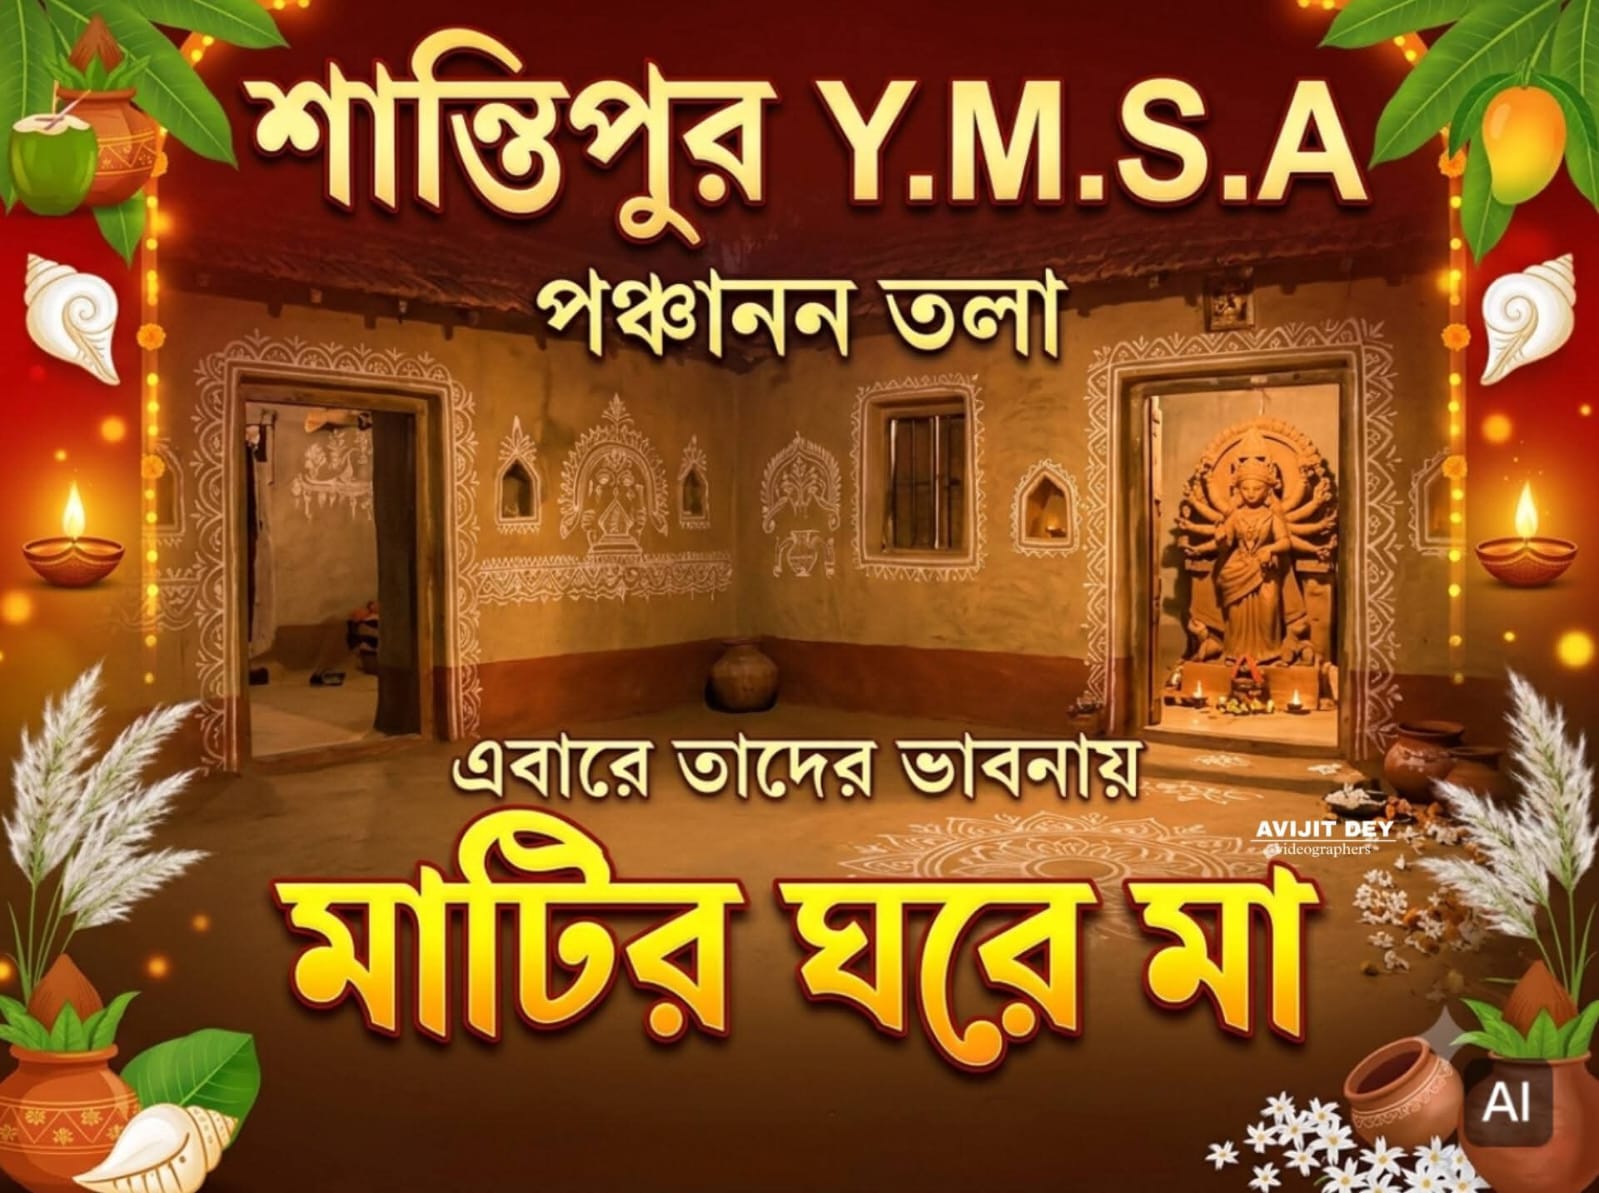 শান্তিপুর Y.M.S.A
পঞ্চানন তলা
এবারে তাদের ভাবনায়
AVIJIT DEY
videographers
মাটির ঘরে মা
AI